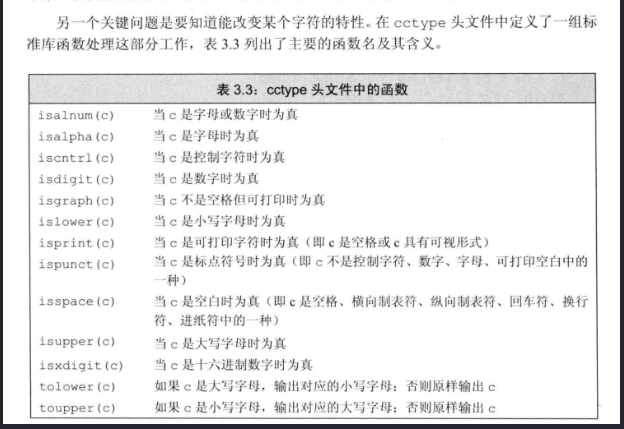 另一个关键问题是要知道能改变某个字符的特性。在 cctype 头文件中定义了一组标
准库函数处理这部分工作，表 3.3 列出了主要的函数名及其含义。
表 3.3：cctype 头文件中的函数
isalnum(c) 当 c 是字母或数字时为真
isalpha(c) 当 c 是字母时为真
iscntrl(c) 当 c 是控制字符时为真
isdigit(c) 当 c 是数字时为真
isgraph(c) 当 c 不是空格但可打印时为真
islower(c) 当 c 是小写字母时为真
isprint(c) 当 c 是可打印字符时为真（即 c 是空格或 c 具有可视形式）
ispunct(c) 当 c 是标点符号时为真（即 c 不是控制字符、数字、字母、可打印空白中的
一种）
isspace(c) 当 c 是空白时为真（即 c 是空格、横向制表符、纵向制表符、回车符、换行
符、进纸符中的一种）
isupper(c) 当 c 是大写字母时为真
isxdigit(c) 当 c 是十六进制数字时为真
tolower(c) 如果 c 是大写字母，输出对应的小写字母；否则原样输出 c
toupper(c) 如果 c 是小写字母，输出对应的大写字母；否则原样输出 c